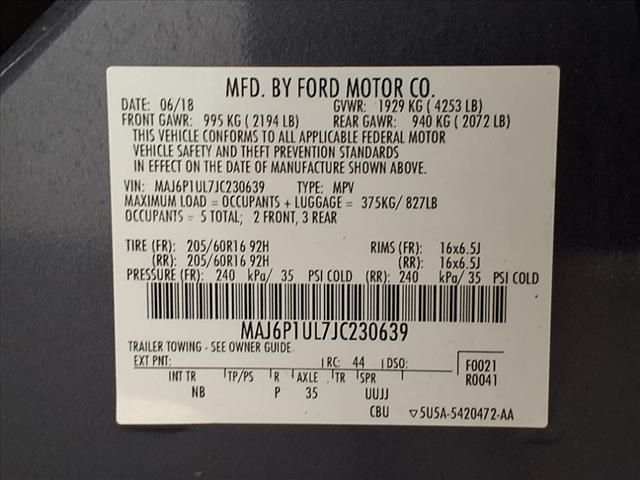 MFD. BY FORD MOTOR CO.
DATE: 06/18 GVWR: 1929 KG ( 4253 LB)
FRONT GAWR: 995 KG ( 2194 LB) REAR GAWR: 940 KG ( 2072 LB)
THIS VEHICLE CONFORMS TO ALL APPLICABLE FEDERAL MOTOR
VEHICLE SAFETY AND THEFT PREVENTION STANDARDS
IN EFFECT ON THE DATE OF MANUFACTURE SHOWN ABOVE.
VIN: MAJ6P1UL7JC230639 TYPE: MPV
MAXIMUM LOAD = OCCUPANTS + LUGGAGE = 375KG/ 827LB
OCCUPANTS = 5 TOTAL; 2 FRONT, 3 REAR
TIRE (FR): 205/60R16 92H RIMS (FR): 16x6.5J
(RR): 205/60R16 92H (RR): 16x6.5J
PRESSURE (FR): 240 kPa/ 35 PSI COLD (RR): 240 kPa/ 35 PSI COLD
MAJ6P1UL7JC230639
TRAILER TOWING - SEE OWNER GUIDE
EXT PNT: RC: 44 DSO: F0021
INT TR TP/PS R AXLE TR SPR R0041
NB P 35 UUJJ
CBU ▽5U5A-5420472-AA